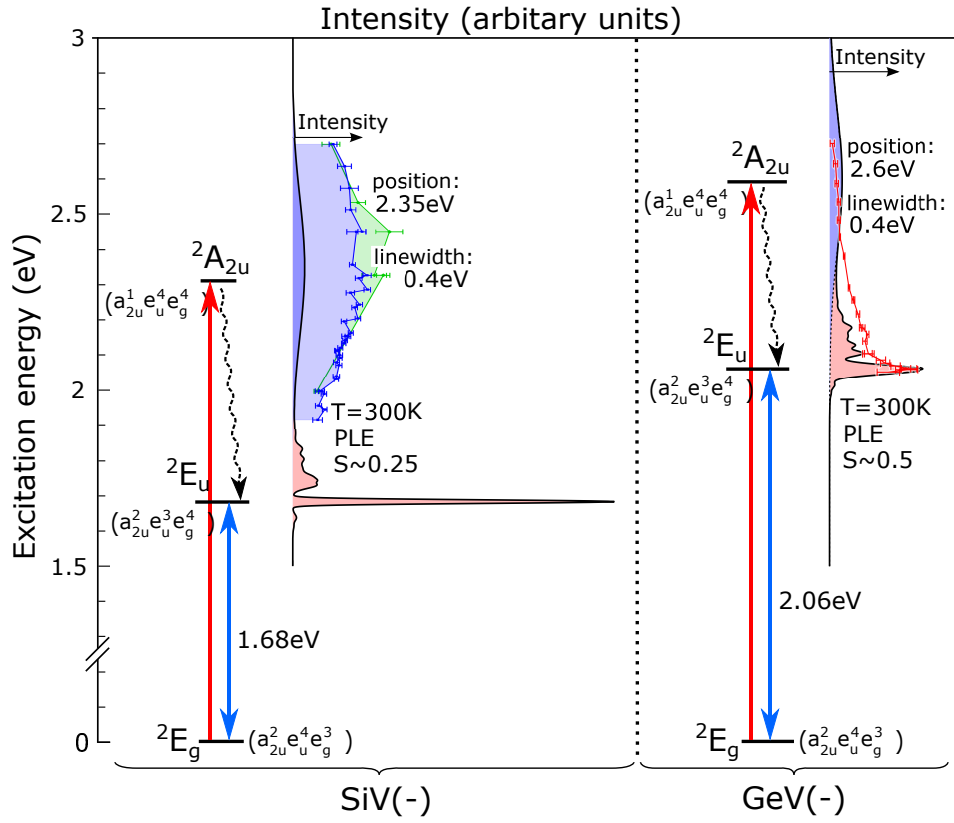 Intensity (arbitary units)
Excitation energy (eV)
3
2.5
2
1.5
0
Intensity
position:
2.35eV
linewidth:
0.4eV
T=300K
PLE
S~0.25
²A₂ᵤ
(a¹₂ᵤe⁴ᵤe⁴g)
²Eᵤ
(a²₂ᵤe³ᵤe⁴g)
1.68eV
²Eg
(a²₂ᵤe⁴ᵤe³g)
SiV(-)
Intensity
position:
2.6eV
linewidth:
0.4eV
²A₂ᵤ
(a¹₂ᵤe⁴ᵤe⁴g)
²Eᵤ
(a²₂ᵤe³ᵤe⁴g)
T=300K
PLE
S~0.5
2.06eV
²Eg
(a²₂ᵤe⁴ᵤe³g)
GeV(-)